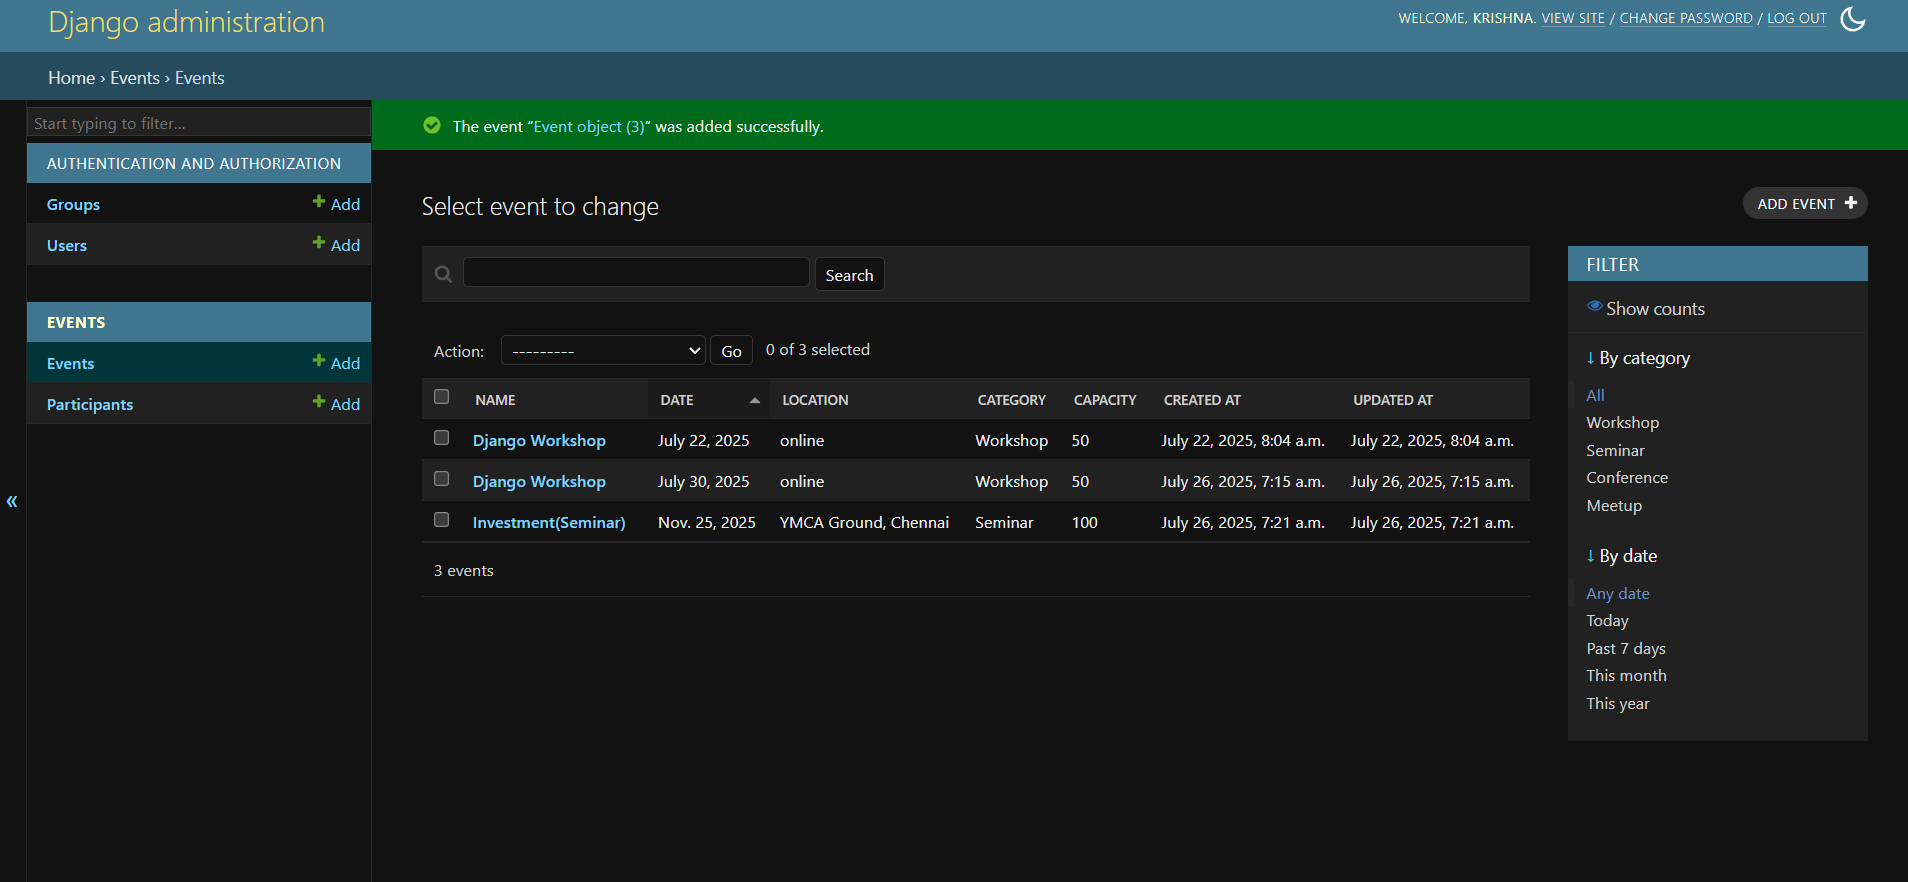 Django administration
WELCOME, KRISHNA. VIEW SITE / CHANGE PASSWORD / LOG OUT
Home › Events › Events
Start typing to filter...
AUTHENTICATION AND AUTHORIZATION
Groups + Add
Users + Add
EVENTS
Events + Add
Participants + Add
«
The event “Event object (3)” was added successfully.
Select event to change
ADD EVENT +
Search
Action: --------- Go 0 of 3 selected
NAME DATE LOCATION CATEGORY CAPACITY CREATED AT UPDATED AT
Django Workshop July 22, 2025 online Workshop 50 July 22, 2025, 8:04 a.m. July 22, 2025, 8:04 a.m.
Django Workshop July 30, 2025 online Workshop 50 July 26, 2025, 7:15 a.m. July 26, 2025, 7:15 a.m.
Investment(Seminar) Nov. 25, 2025 YMCA Ground, Chennai Seminar 100 July 26, 2025, 7:21 a.m. July 26, 2025, 7:21 a.m.
3 events
FILTER
Show counts
↓ By category
All
Workshop
Seminar
Conference
Meetup
↓ By date
Any date
Today
Past 7 days
This month
This year